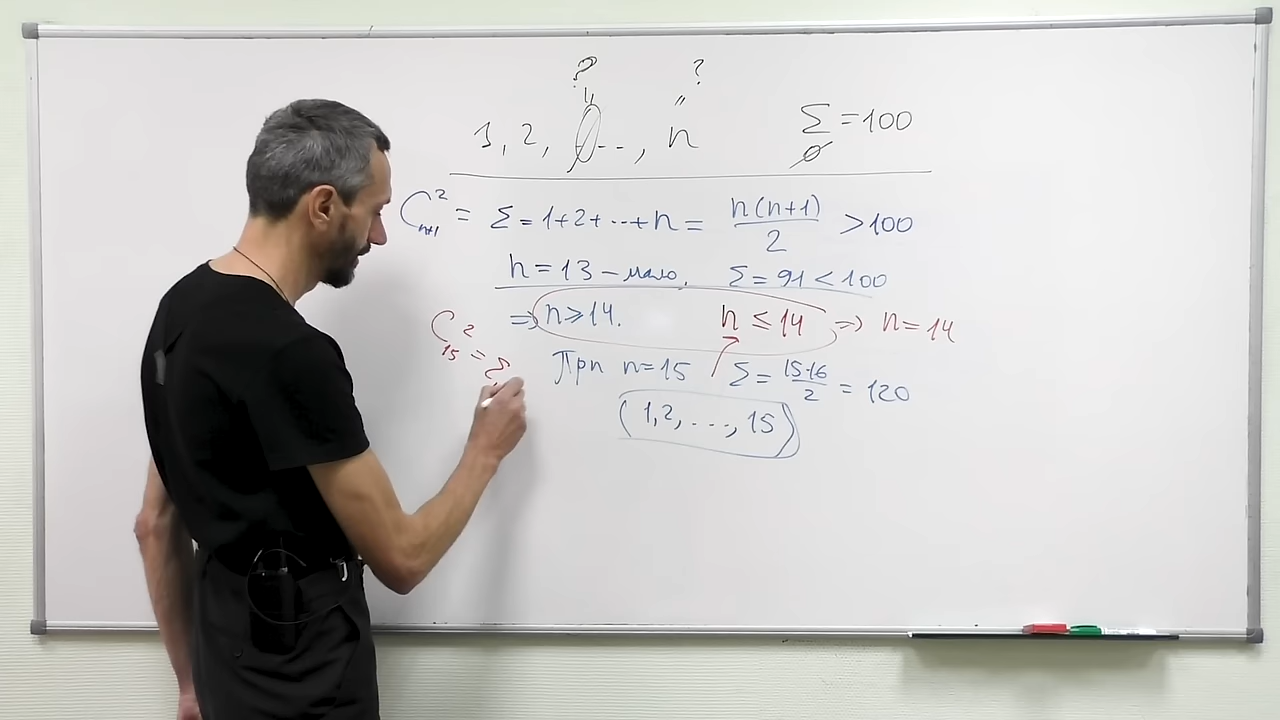 ? ?
" "
1, 2, 0..., n Σ = 100
∅
C²ₙ₊₁ = Σ = 1+2+...+n = n(n+1)/2 > 100
n = 13 – мало, Σ = 91 < 100
=> n ≥ 14. n ≤ 14 => n = 14
C²₁₅ = Σ
При n = 15 Σ = 15·16/2 = 120
(1,2, ..., 15)